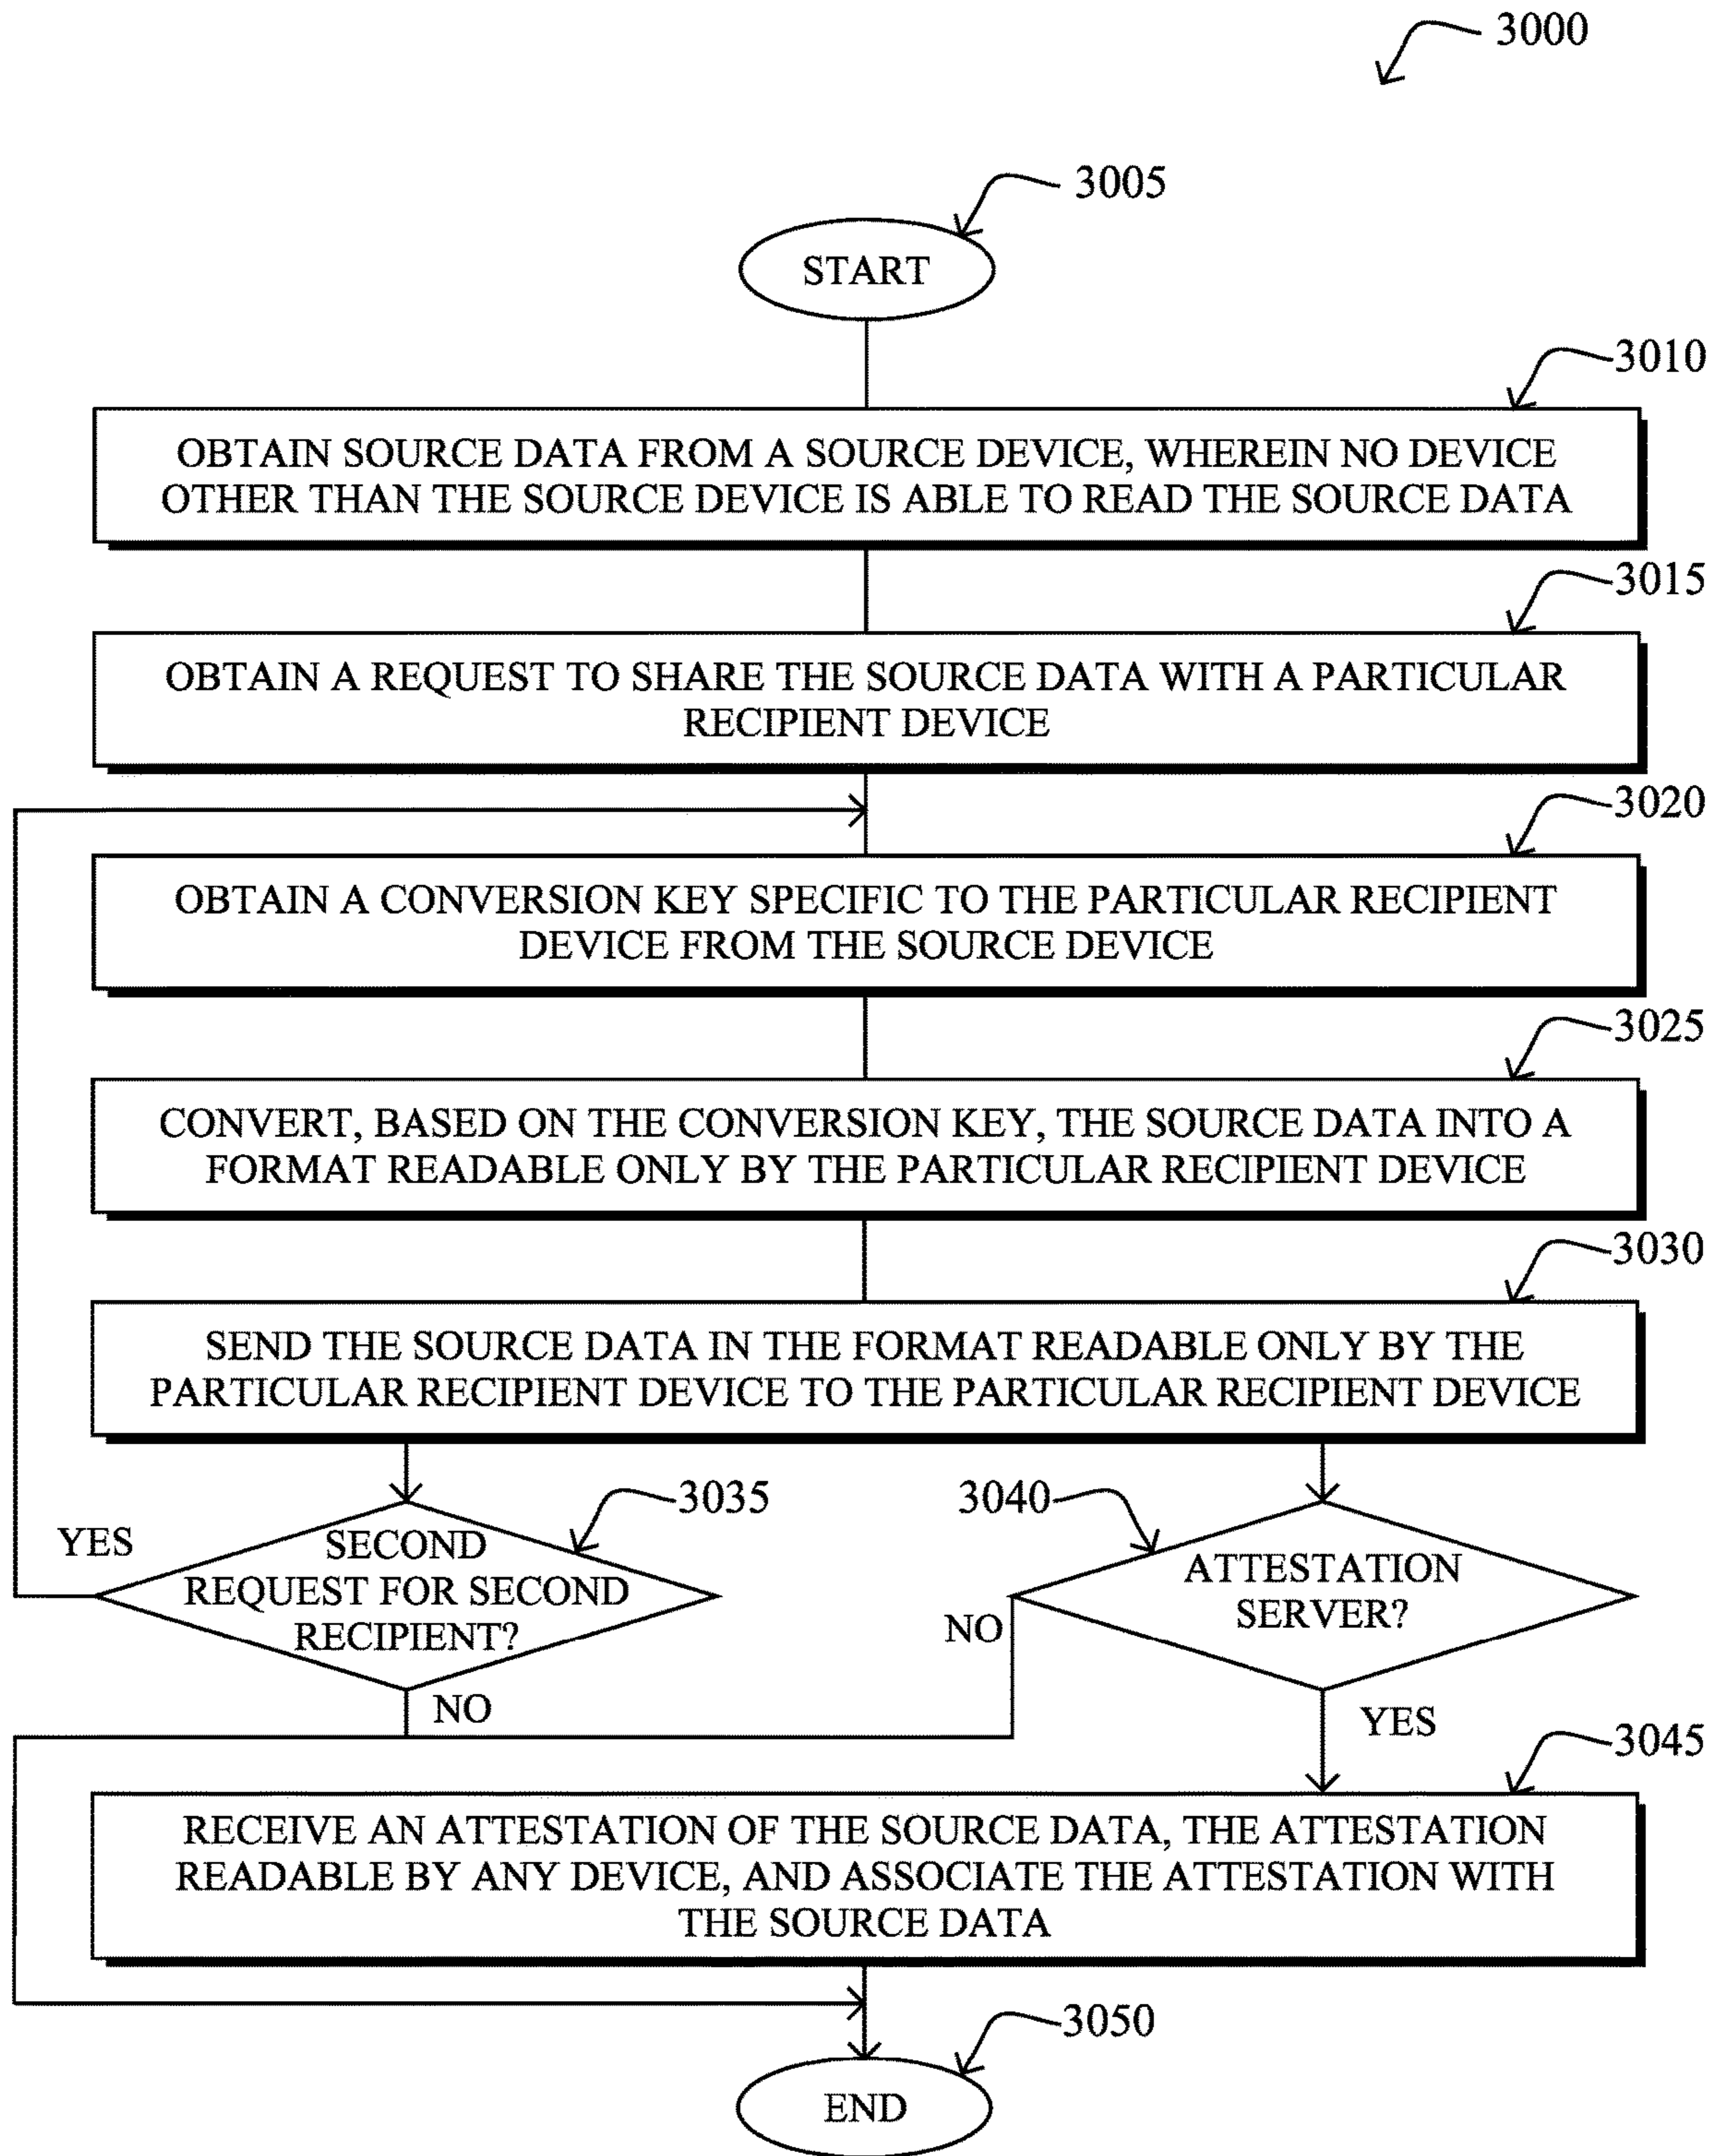 3000
3005
START
3010
OBTAIN SOURCE DATA FROM A SOURCE DEVICE, WHEREIN NO DEVICE
OTHER THAN THE SOURCE DEVICE IS ABLE TO READ THE SOURCE DATA
3015
OBTAIN A REQUEST TO SHARE THE SOURCE DATA WITH A PARTICULAR
RECIPIENT DEVICE
3020
OBTAIN A CONVERSION KEY SPECIFIC TO THE PARTICULAR RECIPIENT
DEVICE FROM THE SOURCE DEVICE
3025
CONVERT, BASED ON THE CONVERSION KEY, THE SOURCE DATA INTO A
FORMAT READABLE ONLY BY THE PARTICULAR RECIPIENT DEVICE
3030
SEND THE SOURCE DATA IN THE FORMAT READABLE ONLY BY THE
PARTICULAR RECIPIENT DEVICE TO THE PARTICULAR RECIPIENT DEVICE
3035
YES
SECOND
REQUEST FOR SECOND
RECIPIENT?
NO
3040
ATTESTATION
SERVER?
NO
YES
3045
RECEIVE AN ATTESTATION OF THE SOURCE DATA, THE ATTESTATION
READABLE BY ANY DEVICE, AND ASSOCIATE THE ATTESTATION WITH
THE SOURCE DATA
3050
END